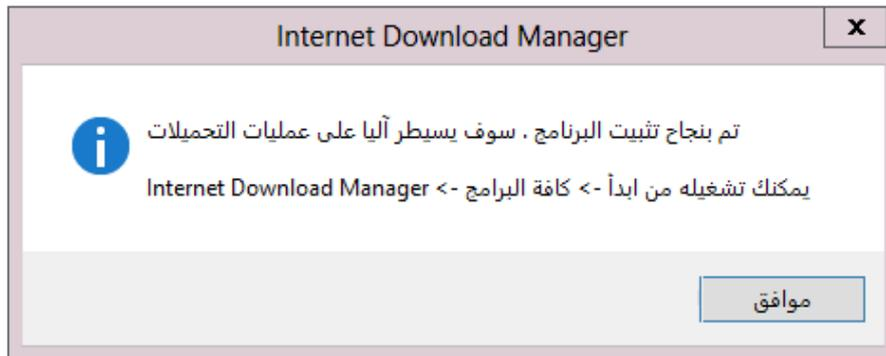 Internet Download Manager
x
تم بنجاح تثبيت البرنامج . سوف يسيطر آليا على عمليات التحميلات
يمكنك تشغيله من ابدأ -> كافة البرامج -> Internet Download Manager
موافق